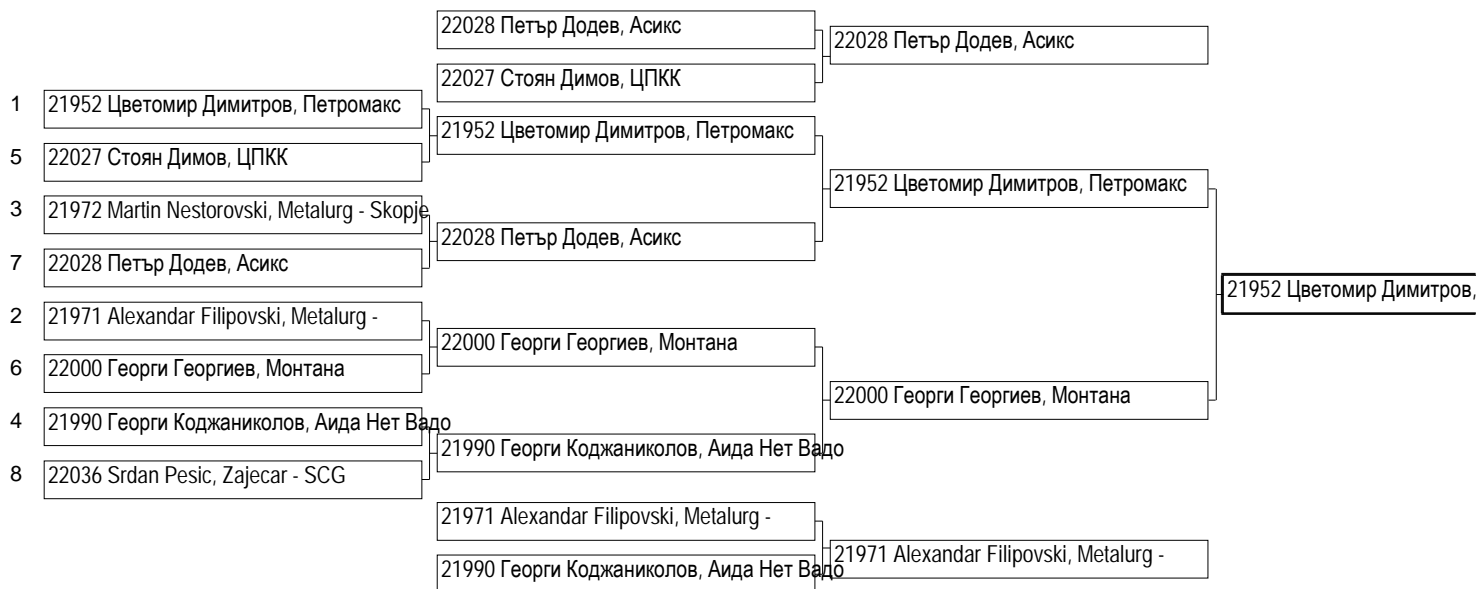 22028 Петър Додев, Асикс
22028 Петър Додев, Асикс
22027 Стоян Димов, ЦПКК
1 21952 Цветомир Димитров, Петромакс
21952 Цветомир Димитров, Петромакс
5 22027 Стоян Димов, ЦПКК
21952 Цветомир Димитров, Петромакс
3 21972 Martin Nestorovski, Metalurg - Skopje
22028 Петър Додев, Асикс
7 22028 Петър Додев, Асикс
21952 Цветомир Димитров,
2 21971 Alexandar Filipovski, Metalurg -
22000 Георги Георгиев, Монтана
6 22000 Георги Георгиев, Монтана
22000 Георги Георгиев, Монтана
4 21990 Георги Коджаниколов, Аида Нет Вадо
21990 Георги Коджаниколов, Аида Нет Вадо
8 22036 Srdan Pesic, Zajecar - SCG
21971 Alexandar Filipovski, Metalurg -
21971 Alexandar Filipovski, Metalurg -
21990 Георги Коджаниколов, Аида Нет Вадо